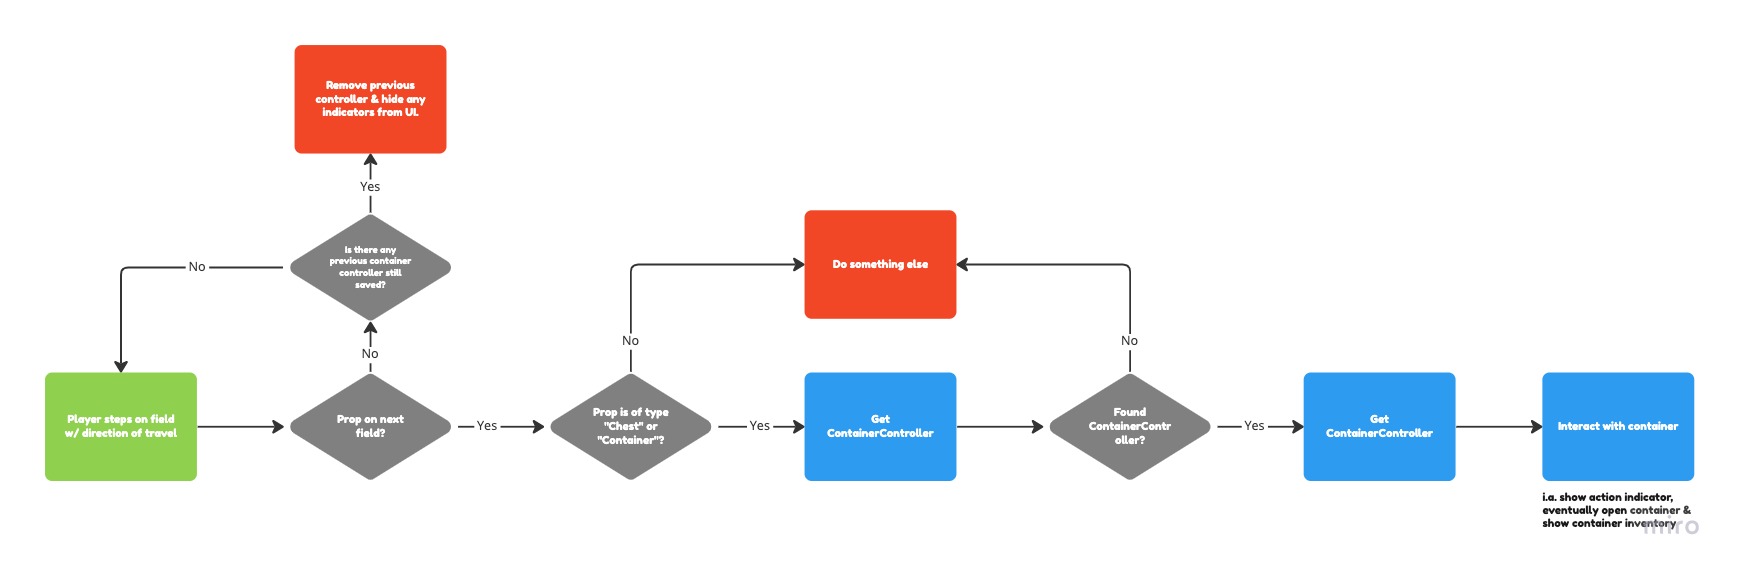 Remove previous
controller & hide any
indicators from UI.
Yes
Is there any
previous container
controller still
saved?
No
No
Do something else
No
No
Player steps on field
w/ direction of travel
Prop on next
field?
Yes
Prop is of type
"Chest" or
"Container"?
Yes
Get
ContainerController
Found
ContainerContr
oller?
Yes
Get
ContainerController
Interact with container
i.a. show action indicator,
eventually open container &
show container inventory
miro